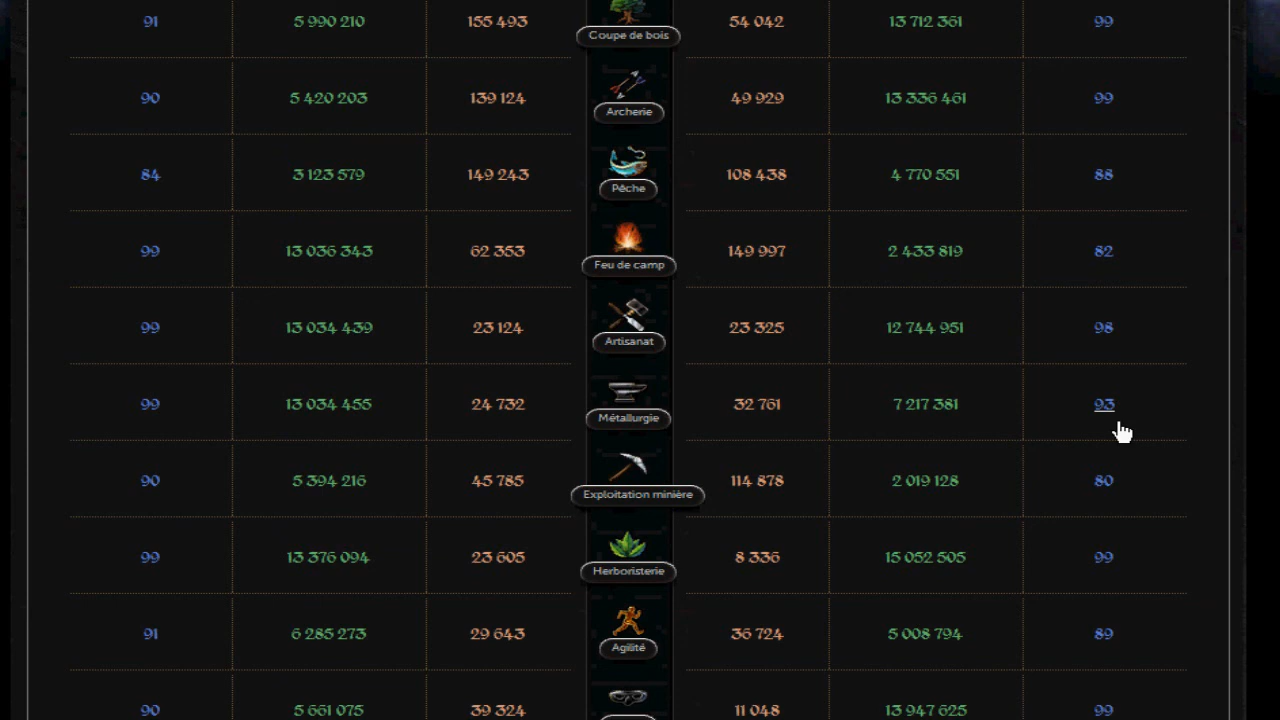 91 5 990 210 155 493 Coupe de bois 54 042 13 712 361 99
90 5 420 203 139 124 Archerie 49 929 13 336 461 99
84 3 123 579 149 243 Pêche 108 438 4 770 551 88
99 13 036 343 62 353 Feu de camp 149 997 2 433 819 82
99 13 034 439 23 124 Artisanat 23 325 12 744 951 98
99 13 034 455 24 732 Métallurgie 32 761 7 217 381 93
90 5 394 216 45 785 Exploitation minière 114 878 2 019 128 80
99 13 376 094 23 605 Herboristerie 8 336 15 052 505 99
91 6 285 273 29 643 Agilité 36 724 5 008 794 89
90 5 661 075 39 324 11 048 13 947 625 99